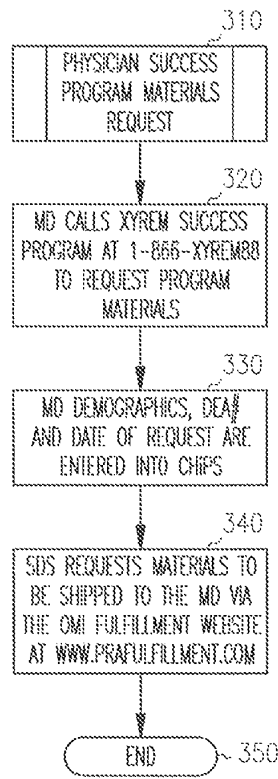 310
PHYSICIAN SUCCESS
PROGRAM MATERIALS
REQUEST
320
MD CALLS XYREM SUCCESS
PROGRAM AT 1-866-XYREM88
TO REQUEST PROGRAM
MATERIALS
330
MD DEMOGRAPHICS, DEA#
AND DATE OF REQUEST ARE
ENTERED INTO CHIPS
340
SDS REQUESTS MATERIALS TO
BE SHIPPED TO THE MD VIA
THE OMI FULFILLMENT WEBSITE
AT WWW.PRAFULFILLMENT.COM
END
350